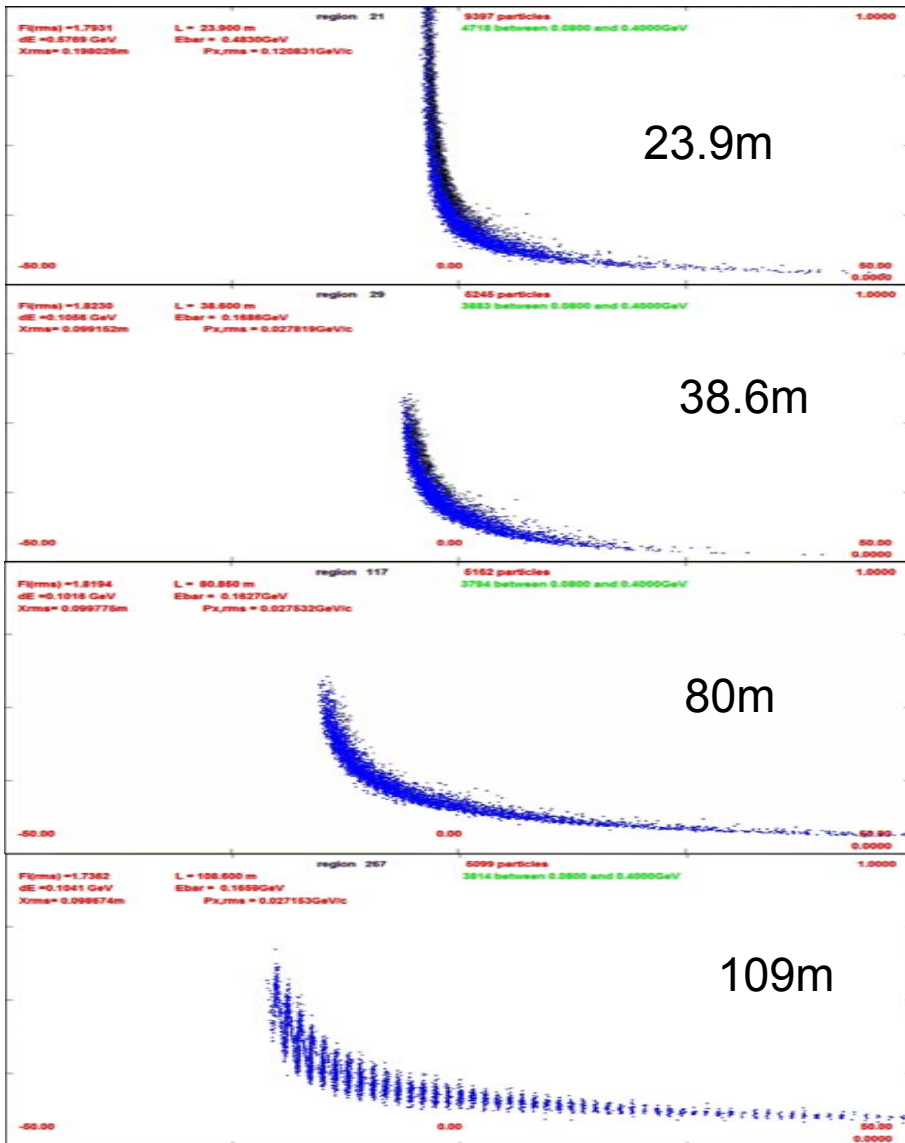 region 21 9397 particles 1.0000
Fi(rms) =1.7931 L = 23.900 m 4718 between 0.0800 and 0.4000GeV
dE =0.5769 GeV Ebar = 0.4830GeV
Xrms= 0.198026m Px,rms = 0.120831GeV/c
23.9m
-50.00 0.00 50.00
0.0000
region 29 5245 particles 1.0000
Fi(rms) =1.8230 L = 38.600 m 3883 between 0.0800 and 0.4000GeV
dE =0.1056 GeV Ebar = 0.1686GeV
Xrms= 0.099152m Px,rms = 0.027819GeV/c
38.6m
-50.00 0.00 50.00
0.0000
region 117 5162 particles 1.0000
Fi(rms) =1.8194 L = 80.850 m 3794 between 0.0800 and 0.4000GeV
dE =0.1016 GeV Ebar = 0.1627GeV
Xrms= 0.099775m Px,rms = 0.027532GeV/c
80m
-50.00 0.00 50.00
0.0000
region 267 5099 particles 1.0000
Fi(rms) =1.7362 L = 108.500 m 3814 between 0.0800 and 0.4000GeV
dE =0.1041 GeV Ebar = 0.1659GeV
Xrms= 0.098674m Px,rms = 0.027153GeV/c
109m
-50.00 0.00 50.00
0.0000